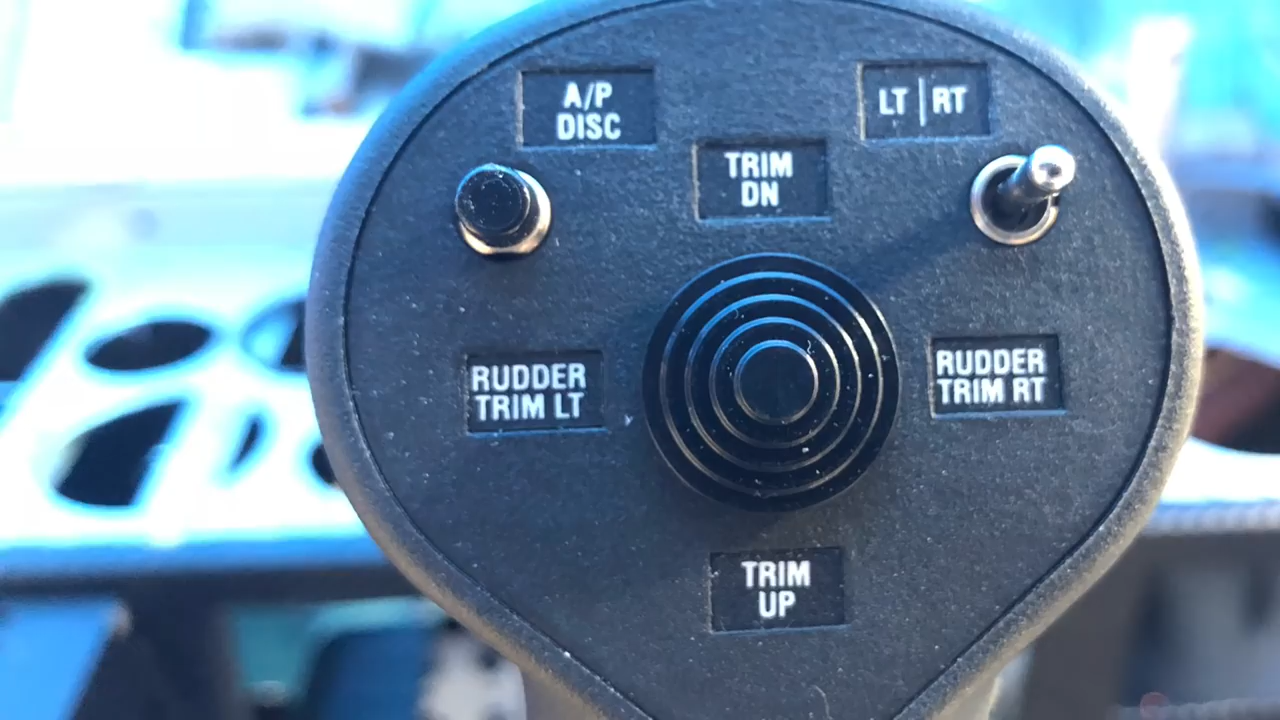 A/P
DISC
LT | RT
TRIM
DN
RUDDER
TRIM LT
RUDDER
TRIM RT
TRIM
UP